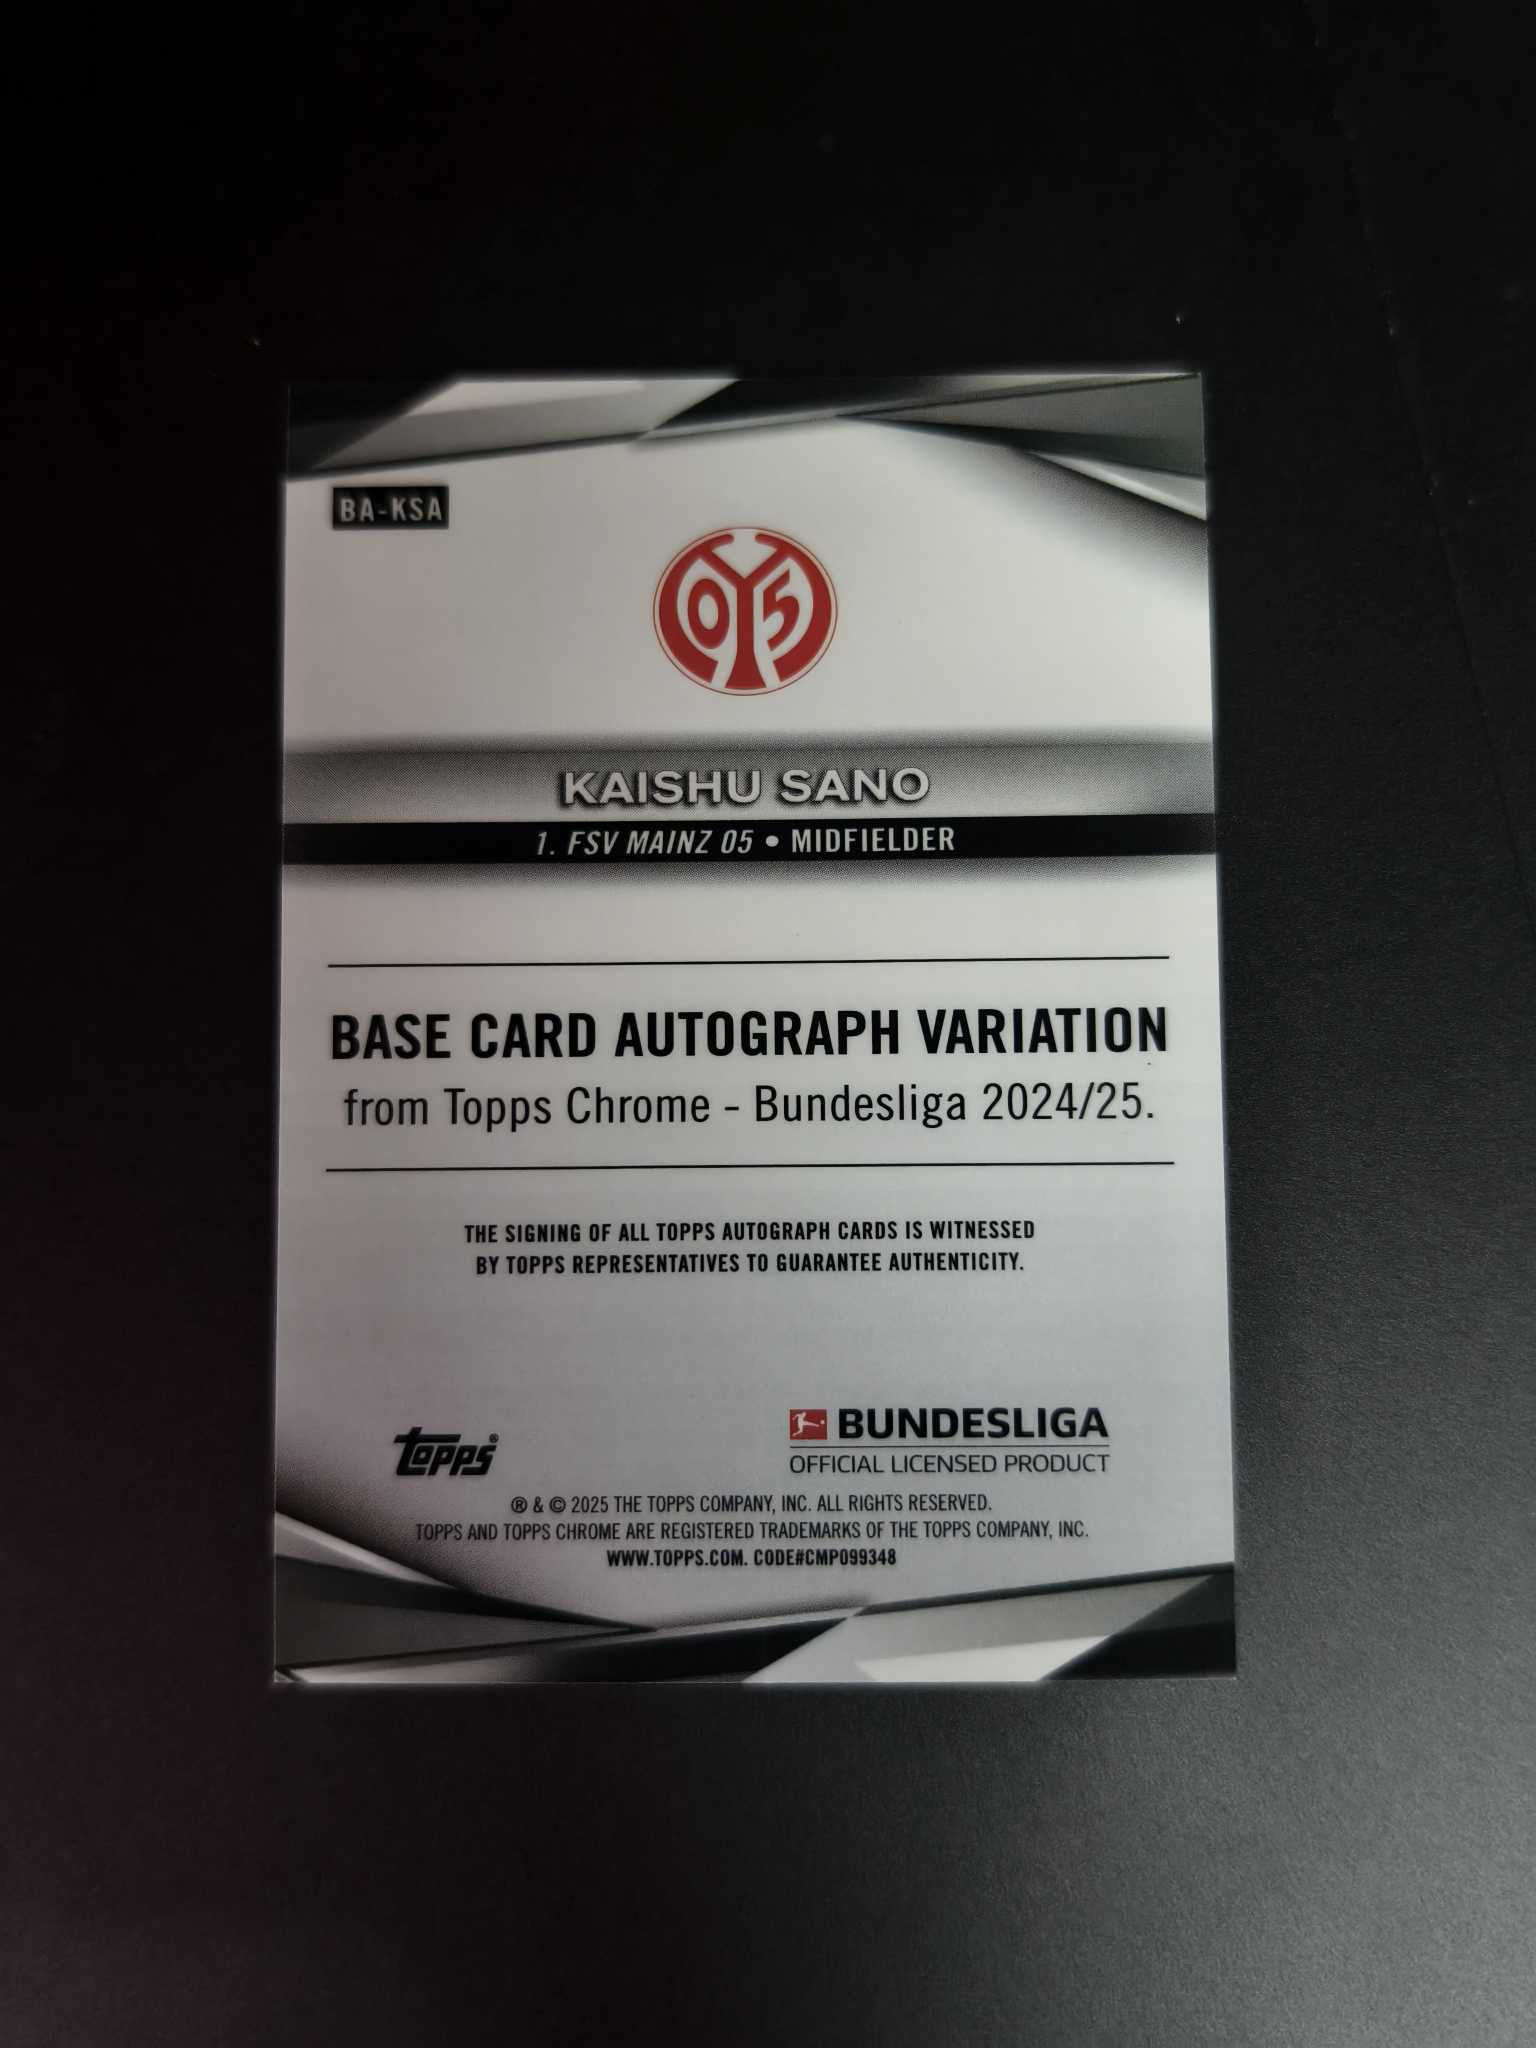 BA-KSA
05
KAISHU SANO
1. FSV MAINZ 05 • MIDFIELDER
BASE CARD AUTOGRAPH VARIATION
from Topps Chrome - Bundesliga 2024/25.
THE SIGNING OF ALL TOPPS AUTOGRAPH CARDS IS WITNESSED
BY TOPPS REPRESENTATIVES TO GUARANTEE AUTHENTICITY.
topps®
BUNDESLIGA
OFFICIAL LICENSED PRODUCT
® & © 2025 THE TOPPS COMPANY, INC. ALL RIGHTS RESERVED.
TOPPS AND TOPPS CHROME ARE REGISTERED TRADEMARKS OF THE TOPPS COMPANY, INC.
WWW.TOPPS.COM. CODE#CMP099348